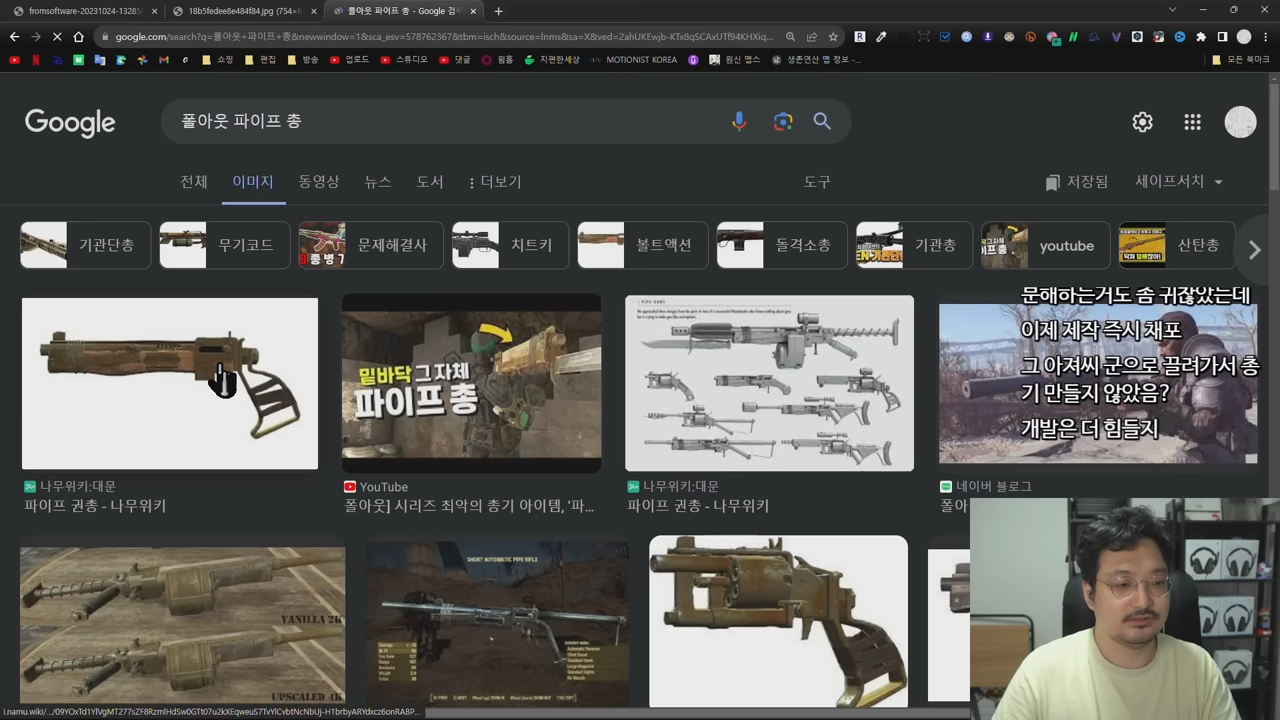 fromsoftware-20231024-13285
18b5fedee8e484f84.jpg (754×
폴아웃 파이프 총 - Google 검색
google.com/search?q=폴아웃+파이프+총&newwindow=1&sca_esv=578762367&tbm=isch&source=lnms&sa=X&ved=2ahUKEwjb-KTx8qSCAxUTf94KHXiq...
쇼핑
편집
방송
업로드
스튜디오
댓글
원홀
지편한세상
MOTIONIST KOREA
원신 맵스
생존연산 맵 정보 -...
모든 북마크
Google
폴아웃 파이프 총
전체
이미지
동영상
뉴스
도서
더보기
도구
저장됨
세이프서치
기관단총
무기코드
문제해결사
치트키
볼트액션
돌격소총
기관총
youtube
산탄총
문해하는거도 좀 귀찮았는데
이제 제작 즉시 채포
그 아져씨 군으로 끌려가서 총
기 만들지 않았음?
개발은 더 힘들지
밑바닥 그 자체
파이프 총
나무위키:대문
파이프 권총 - 나무위키
YouTube
폴아웃] 시리즈 최악의 총기 아이템, '파...
나무위키:대문
파이프 권총 - 나무위키
네이버 블로그
폴아
VANILLA 2K
UPSCALED 4K
SHORT AUTOMATIC PIPE RIFLE